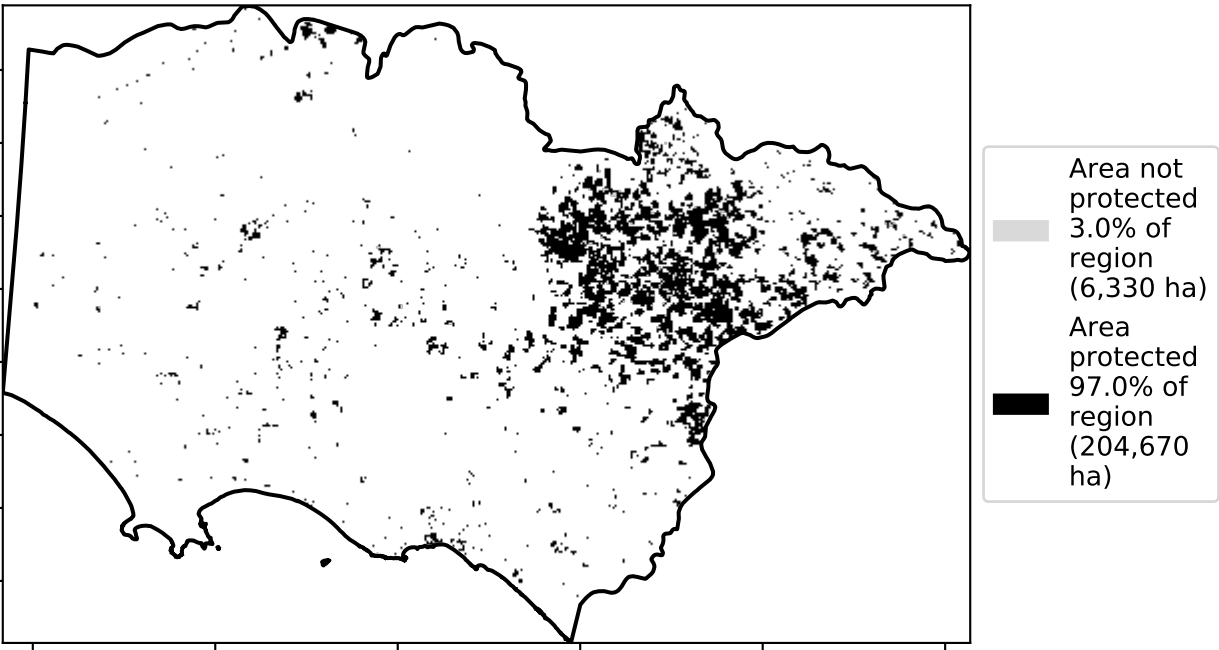 Area not
protected
3.0% of
region
(6,330 ha)
Area
protected
97.0% of
region
(204,670
ha)